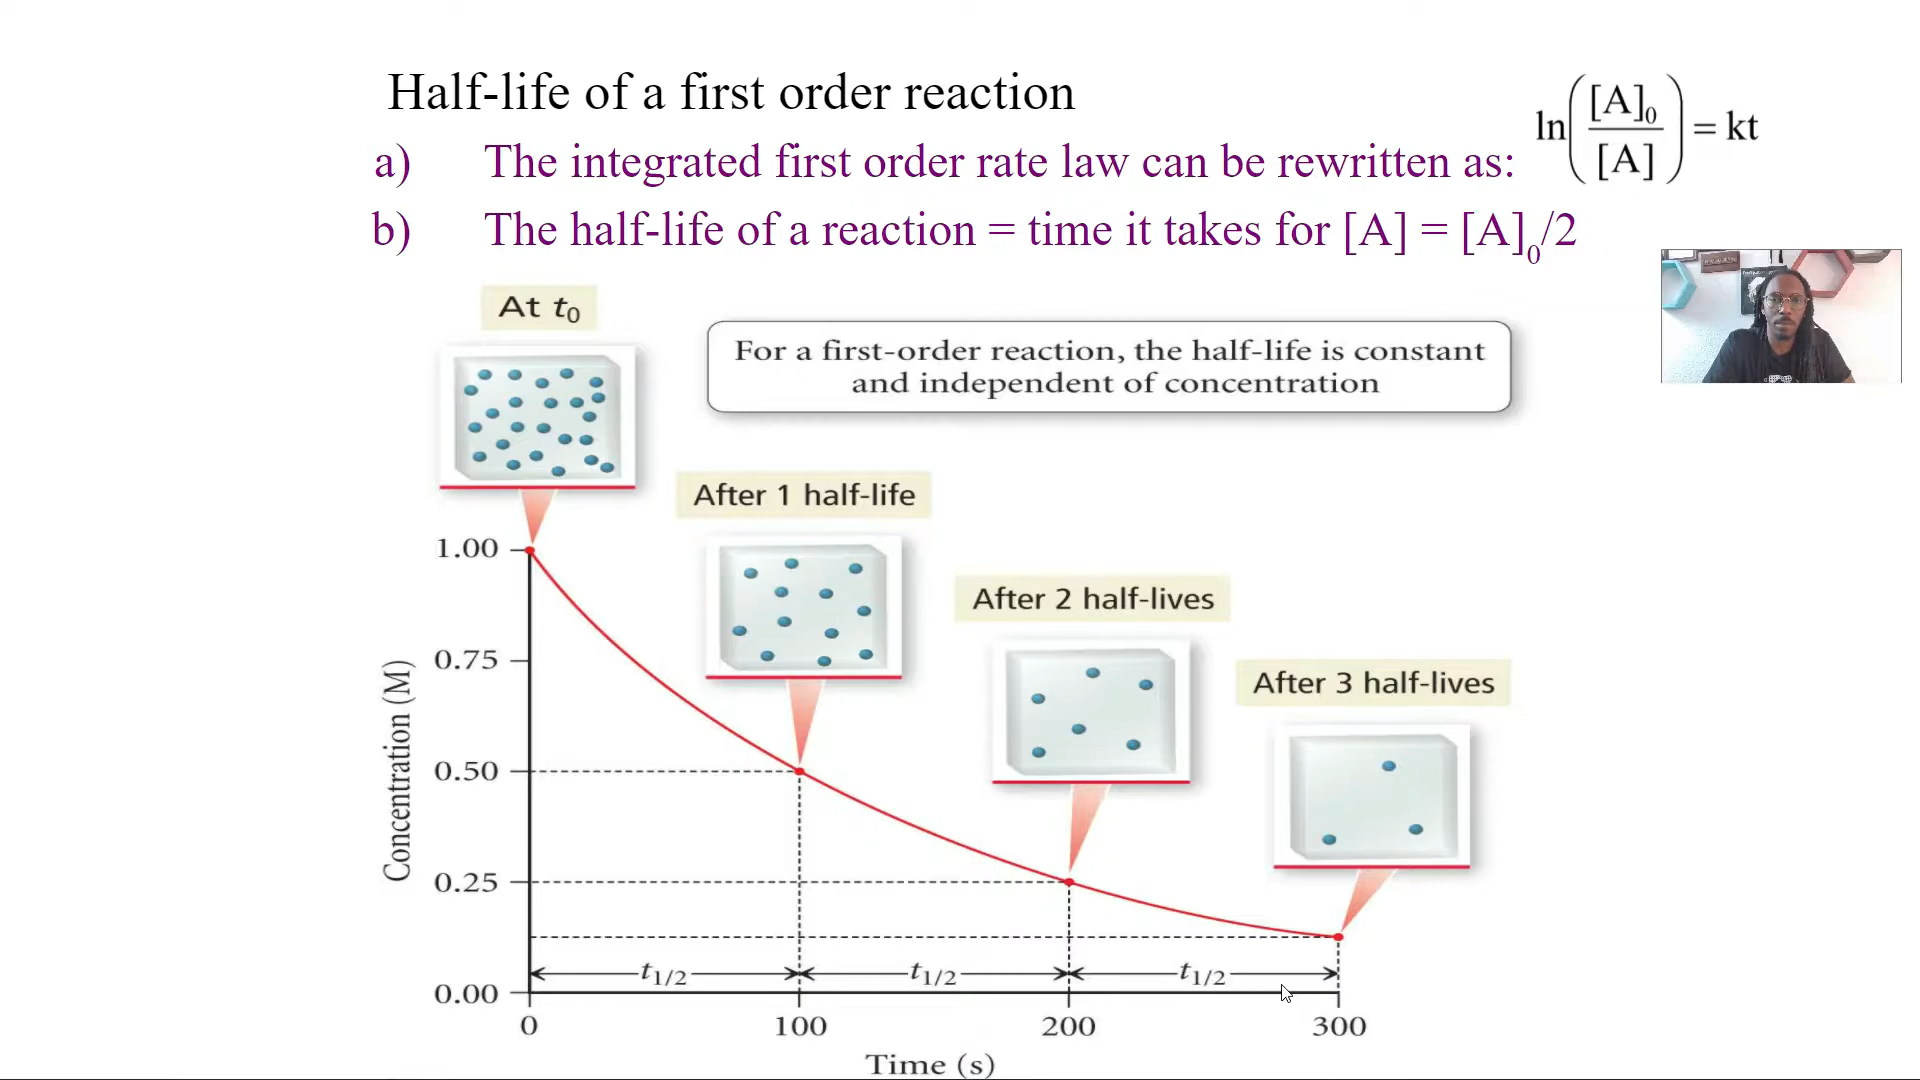 Half-life of a first order reaction
a) The integrated first order rate law can be rewritten as:
ln([A]₀/[A]) = kt
b) The half-life of a reaction = time it takes for [A] = [A]₀/2
At t₀
For a first-order reaction, the half-life is constant
and independent of concentration
After 1 half-life
After 2 half-lives
After 3 half-lives
Concentration (M)
1.00
0.75
0.50
0.25
0.00
t₁/₂ t₁/₂ t₁/₂
0 100 200 300
Time (s)